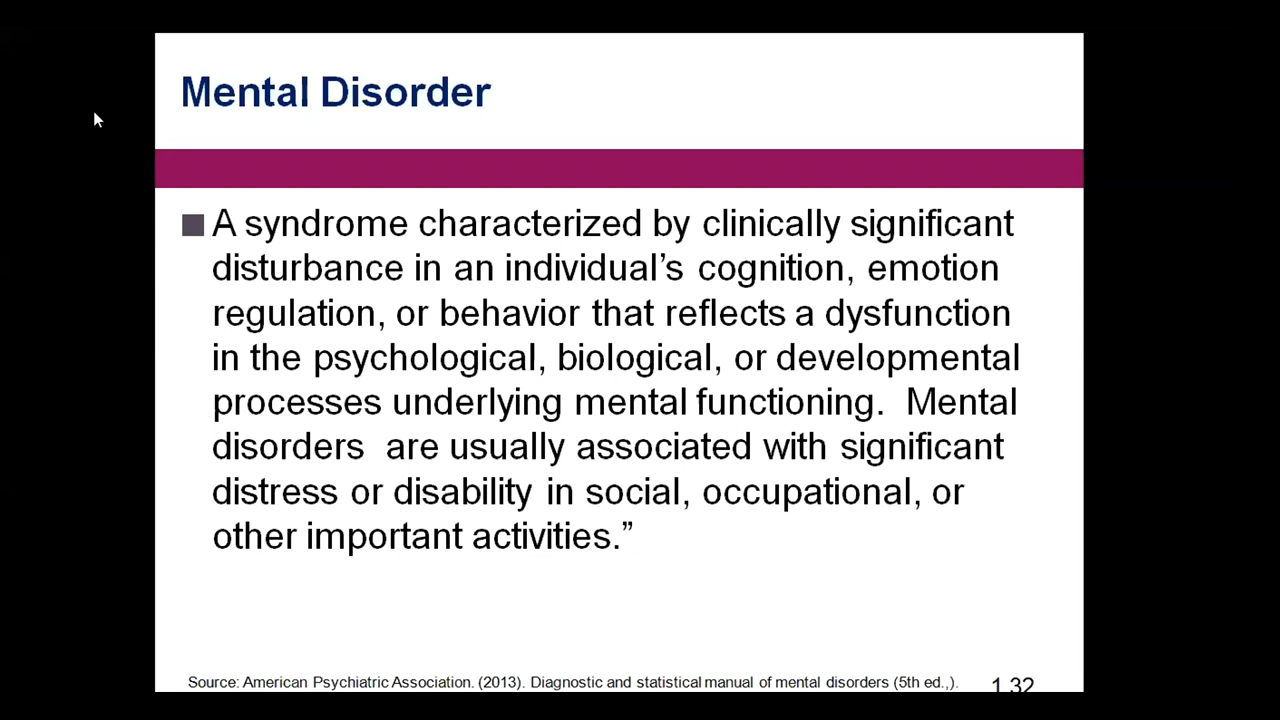 Mental Disorder
A syndrome characterized by clinically significant
disturbance in an individual’s cognition, emotion
regulation, or behavior that reflects a dysfunction
in the psychological, biological, or developmental
processes underlying mental functioning.  Mental
disorders  are usually associated with significant
distress or disability in social, occupational, or
other important activities.”
Source: American Psychiatric Association. (2013). Diagnostic and statistical manual of mental disorders (5th ed.,).
1.32